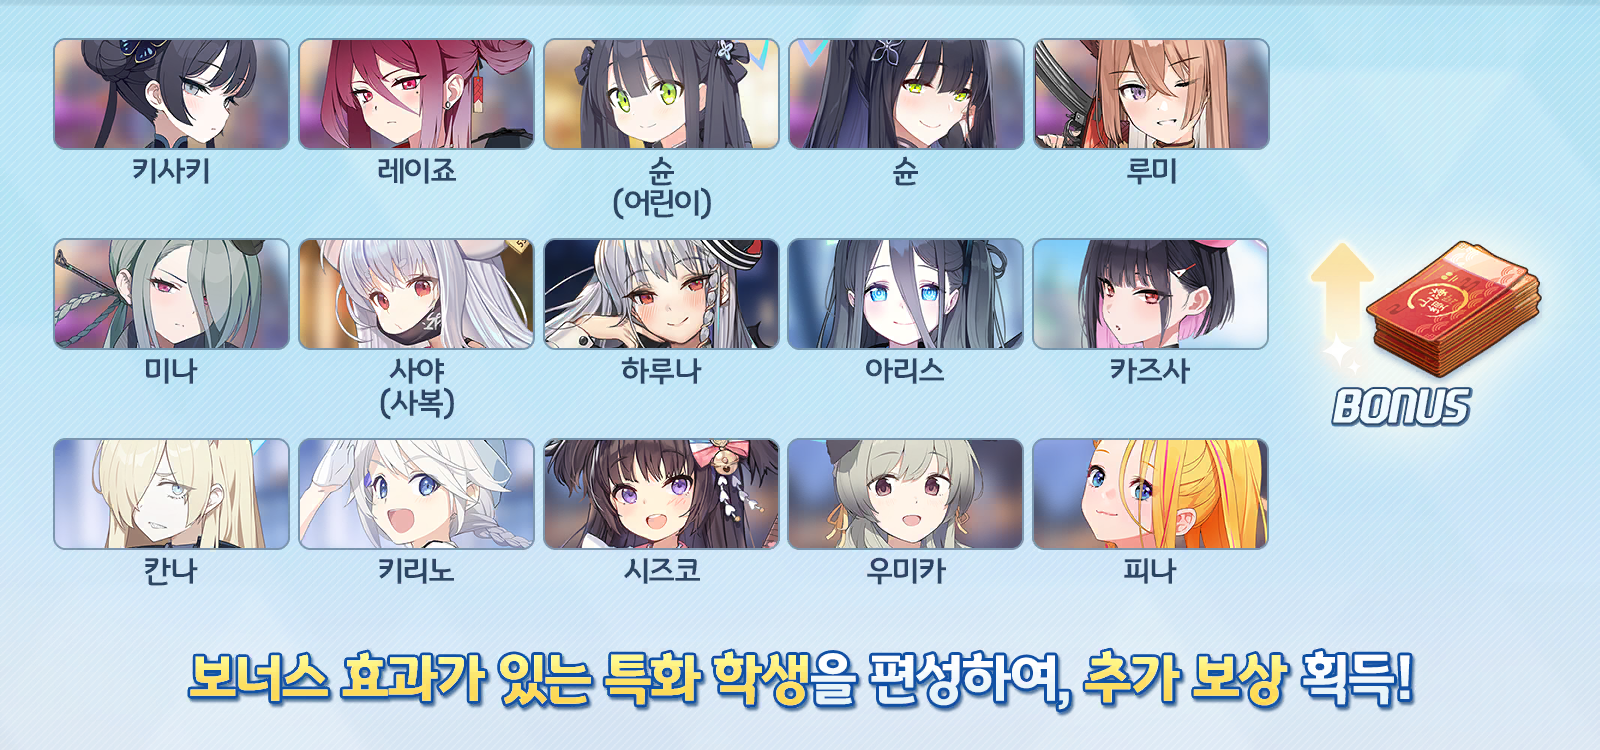 키사키
레이죠
슌
(어린이)
슌
루미
미나
사야
(사복)
하루나
아리스
카즈사
BONUS
칸나
키리노
시즈코
우미카
피나
보너스 효과가 있는 특화 학생을 편성하여, 추가 보상 획득!